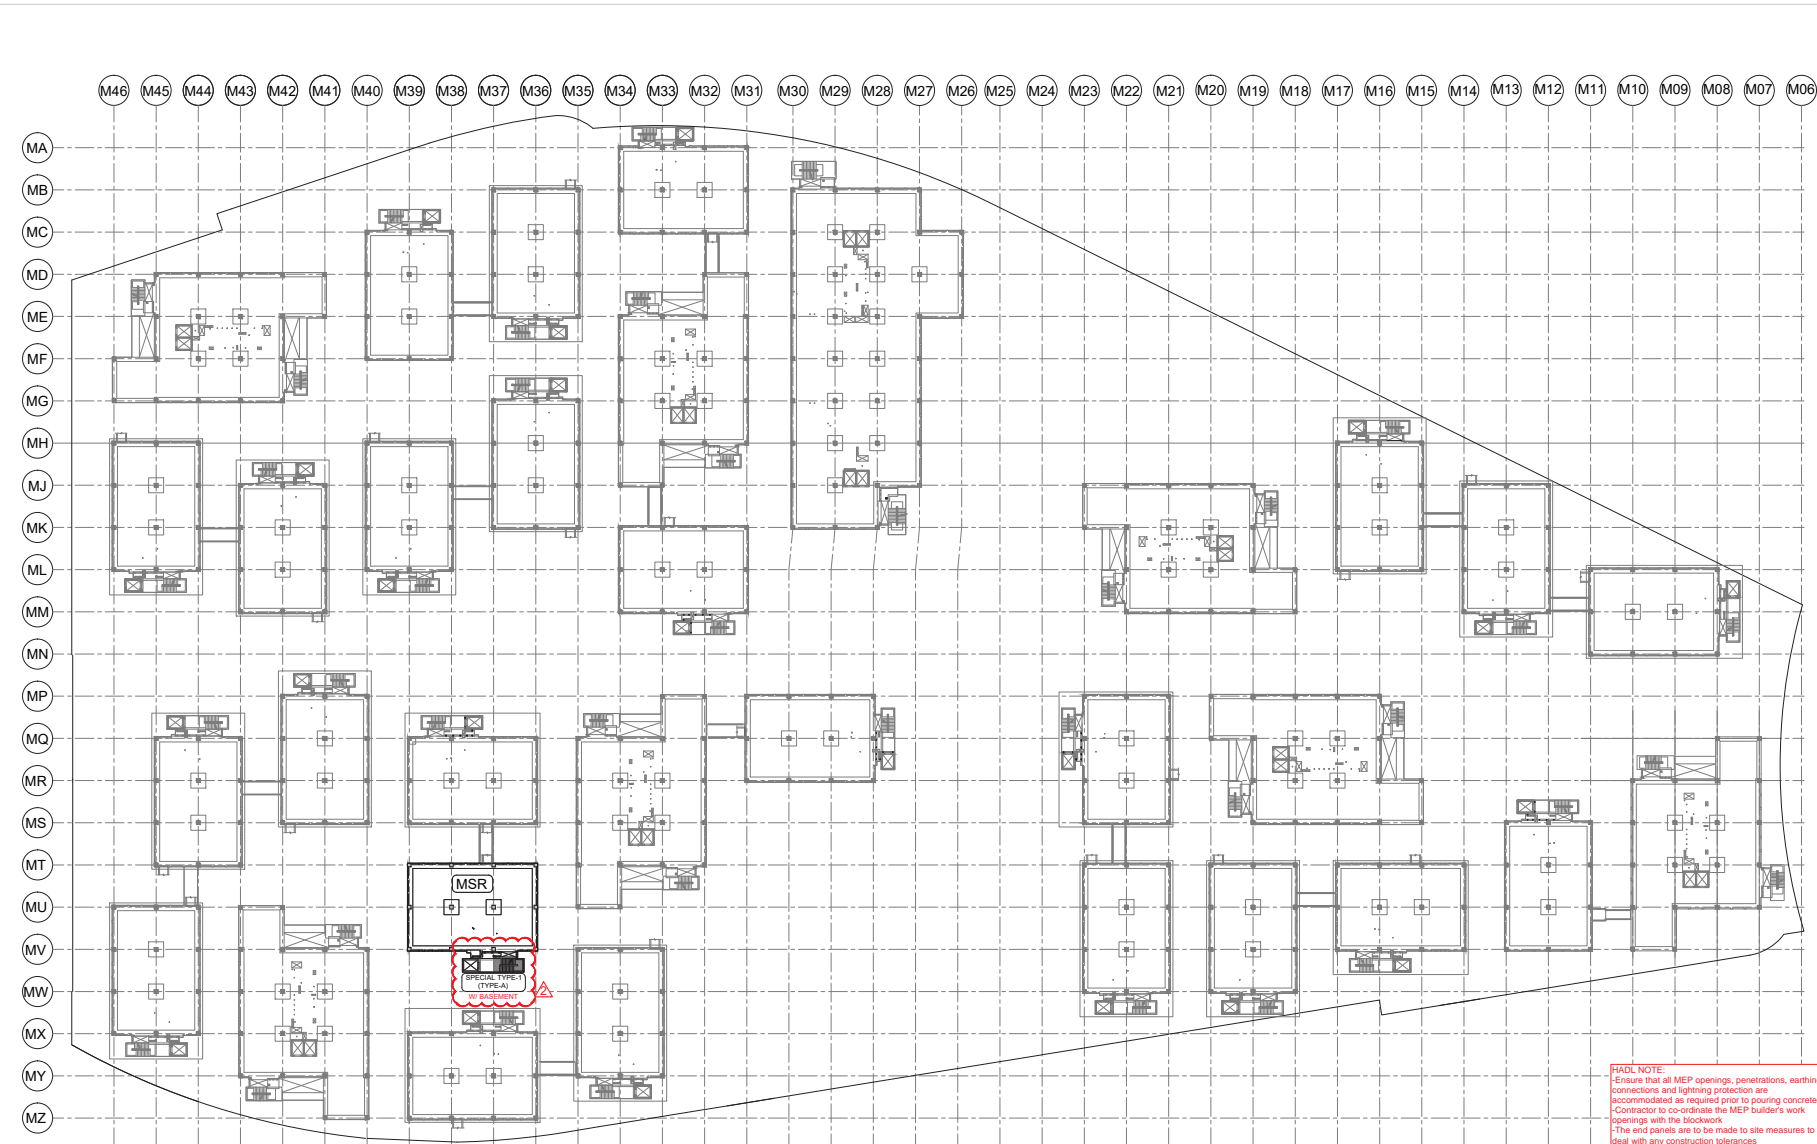 M46 M45 M44 M43 M42 M41 M40 M39 M38 M37 M36 M35 M34 M33 M32 M31 M30 M29 M28 M27 M26 M25 M24 M23 M22 M21 M20 M19 M18 M17 M16 M15 M14 M13 M12 M11 M10 M09 M08 M07 M06
MA
MB
MC
MD
ME
MF
MG
MH
MJ
MK
ML
MM
MN
MP
MQ
MR
MS
MT
MSR
MU
MV
SPECIAL TYPE-1
(TYPE-A)
MW
W/ BASEMENT
2
MX
MY
MZ
HADL NOTE:
-Ensure that all MEP openings, penetrations, earthin
connections and lightning protection are
accommodated as required prior to pouring concrete
-Contractor to co-ordinate the MEP builder's work
openings with the blockwork
-The end panels are to be made to site measures to
deal with any construction tolerances